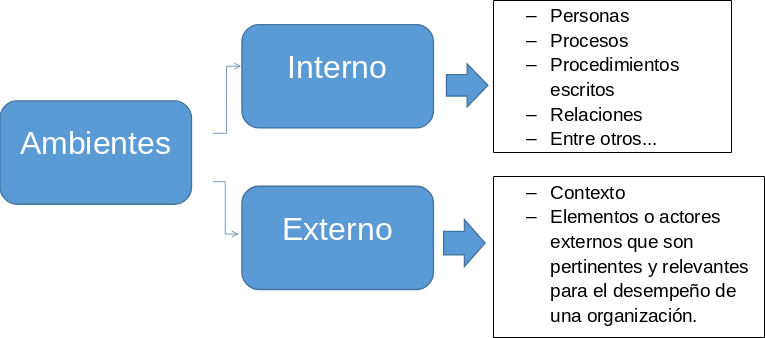 Ambientes
Interno
– Personas
– Procesos
– Procedimientos
escritos
– Relaciones
– Entre otros...
Externo
– Contexto
– Elementos o actores
externos que son
pertinentes y relevantes
para el desempeño de
una organización.